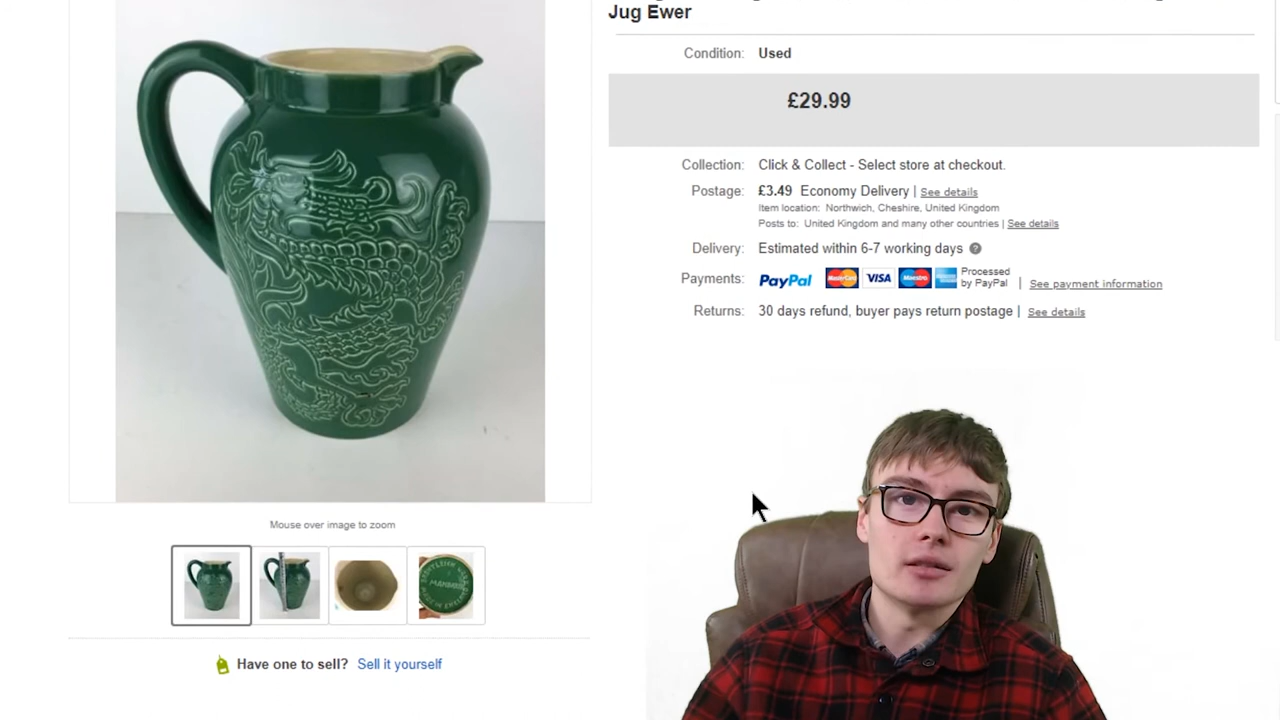 Jug Ewer
Condition: Used
£29.99
Collection: Click & Collect - Select store at checkout.
Postage: £3.49 Economy Delivery | See details
Item location: Northwich, Cheshire, United Kingdom
Posts to: United Kingdom and many other countries | See details
Delivery: Estimated within 6-7 working days ?
Payments: PayPal MasterCard VISA Maestro Processed by PayPal | See payment information
Returns: 30 days refund, buyer pays return postage | See details
Mouse over image to zoom
Have one to sell? Sell it yourself